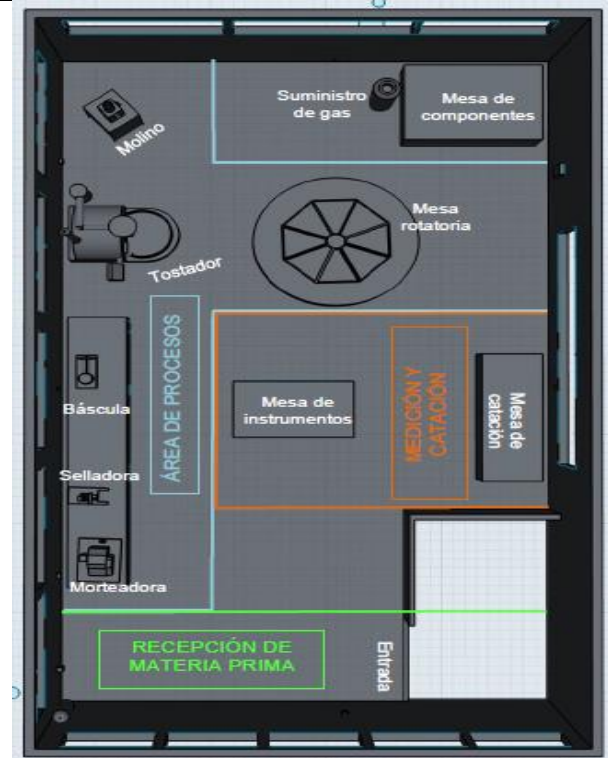 Suministro
de gas
Mesa de
componentes
Molino
Mesa
rotatoria
Tostador
ÁREA DE PROCESOS
Báscula
Mesa de
instrumentos
MEDICIÓN Y
CATACIÓN
Mesa de
catación
Selladora
Morteadora
RECEPCIÓN DE
MATERIA PRIMA
Entrada